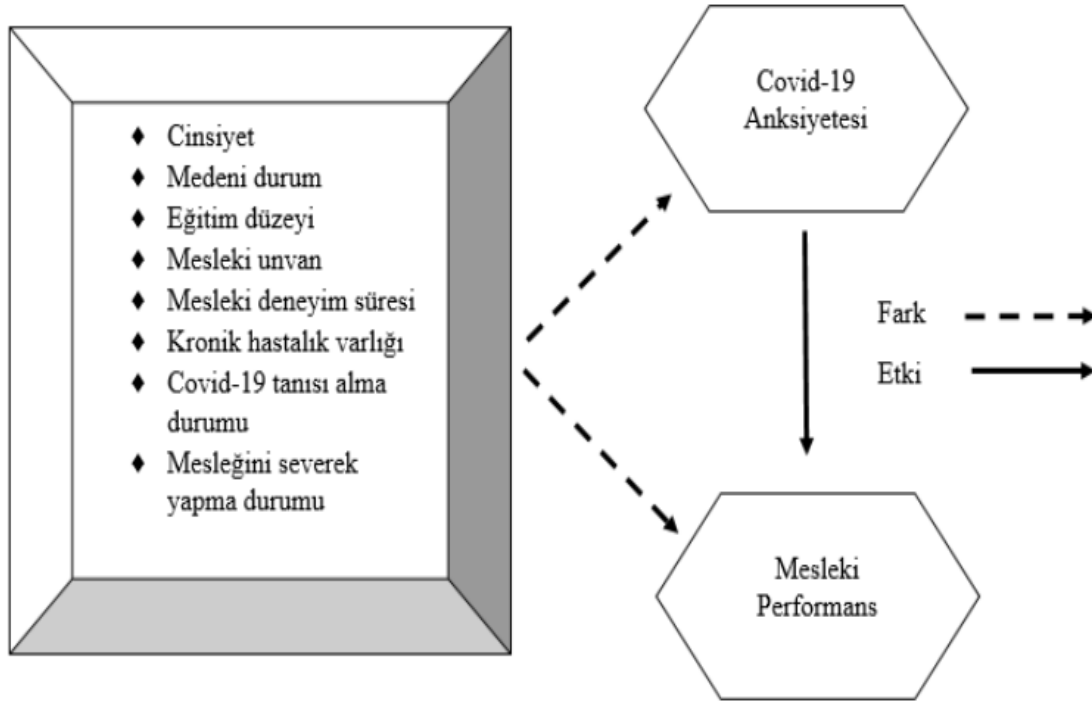 ♦ Cinsiyet
♦ Medeni durum
♦ Eğitim düzeyi
♦ Mesleki unvan
♦ Mesleki deneyim süresi
♦ Kronik hastalık varlığı
♦ Covid-19 tanısı alma
durumu
♦ Mesleğini severek
yapma durumu
Covid-19
Anksiyetesi
Fark
Etki
Mesleki
Performans